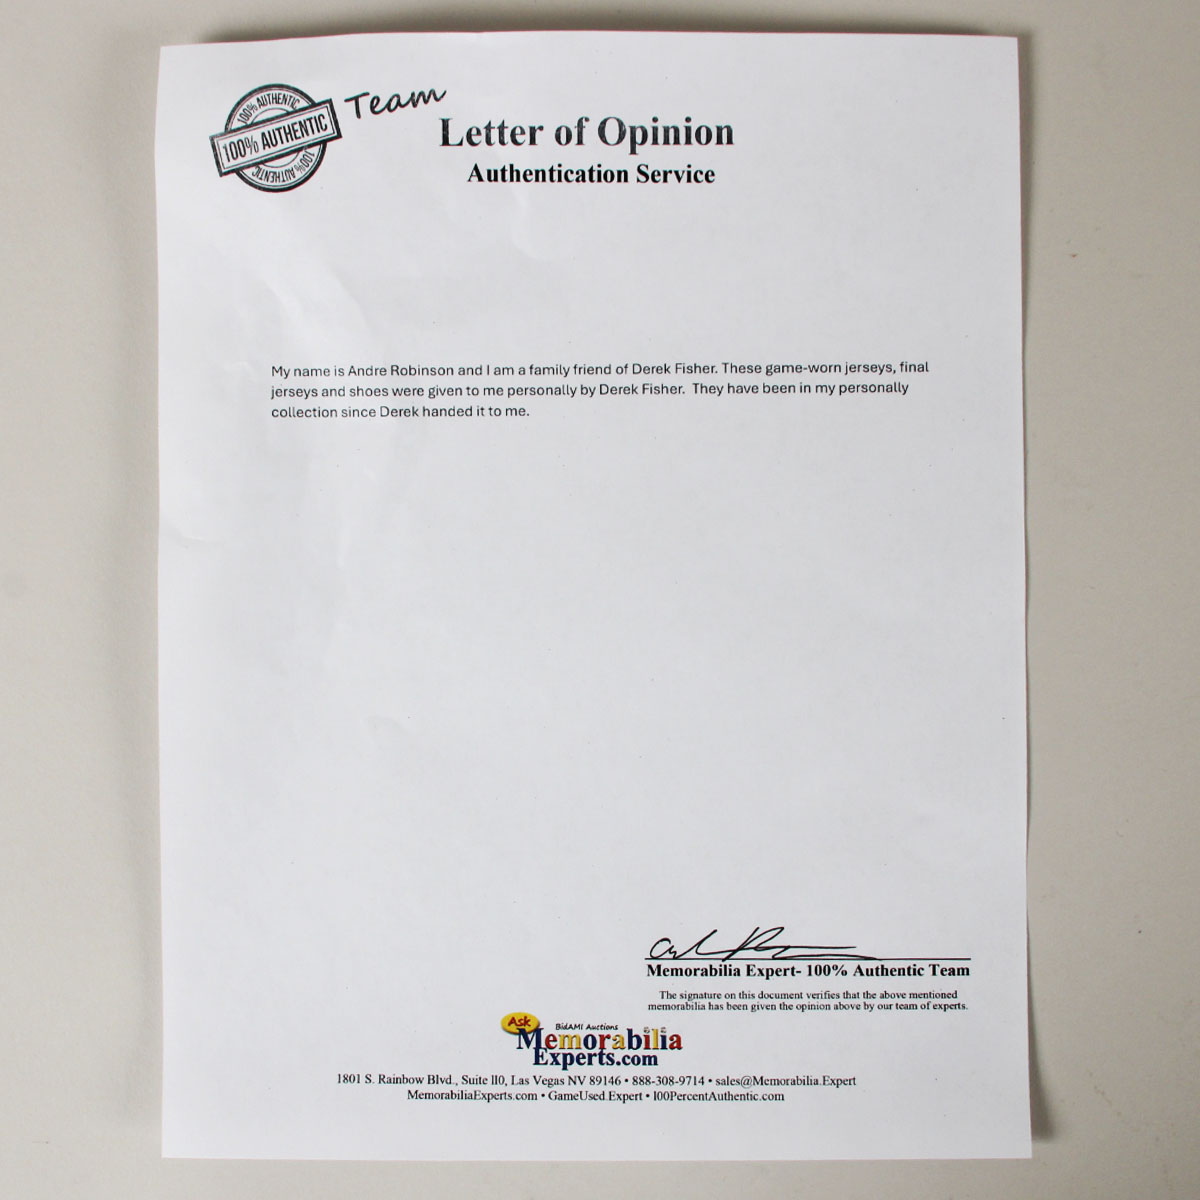 100% AUTHENTIC
100% AUTHENTIC
100% AUTHENTIC
Team
Letter of Opinion
Authentication Service
My name is Andre Robinson and I am a family friend of Derek Fisher. These game-worn jerseys, final
jerseys and shoes were given to me personally by Derek Fisher. They have been in my personally
collection since Derek handed it to me.
Memorabilia Expert- 100% Authentic Team
The signature on this document verifies that the above mentioned
memorabilia has been given the opinion above by our team of experts.
Ask
BidAMI Auctions
Memorabilia
Experts.com
1801 S. Rainbow Blvd., Suite 110, Las Vegas NV 89146 • 888-308-9714 • sales@Memorabilia.Expert
MemorabiliaExperts.com • GameUsed.Expert • 100PercentAuthentic.com